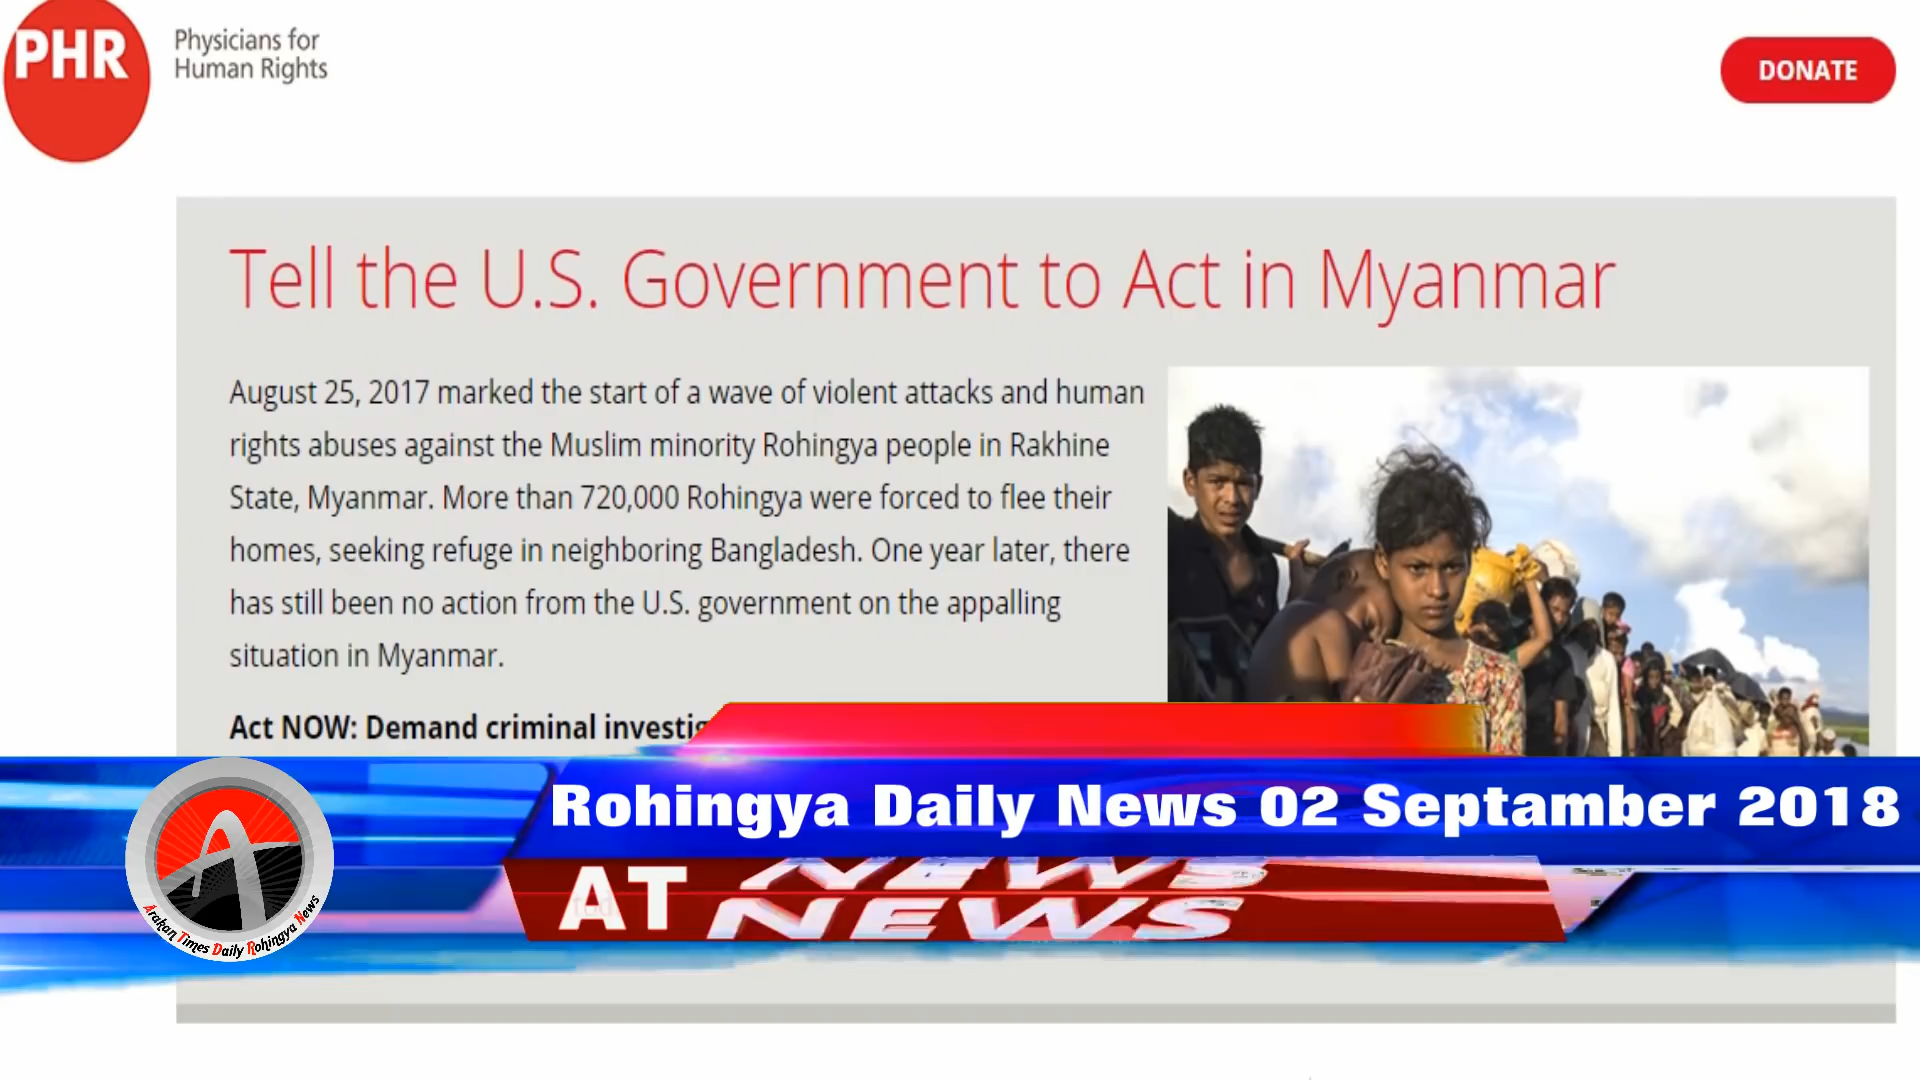 PHR
Physicians for
Human Rights
DONATE
Tell the U.S. Government to Act in Myanmar
August 25, 2017 marked the start of a wave of violent attacks and human
rights abuses against the Muslim minority Rohingya people in Rakhine
State, Myanmar. More than 720,000 Rohingya were forced to flee their
homes, seeking refuge in neighboring Bangladesh. One year later, there
has still been no action from the U.S. government on the appalling
situation in Myanmar.
Act NOW: Demand criminal
Rohingya Daily News 02 Septamber 2018
AT NEWS
NEWS
Arakan Times Daily Rohingya News